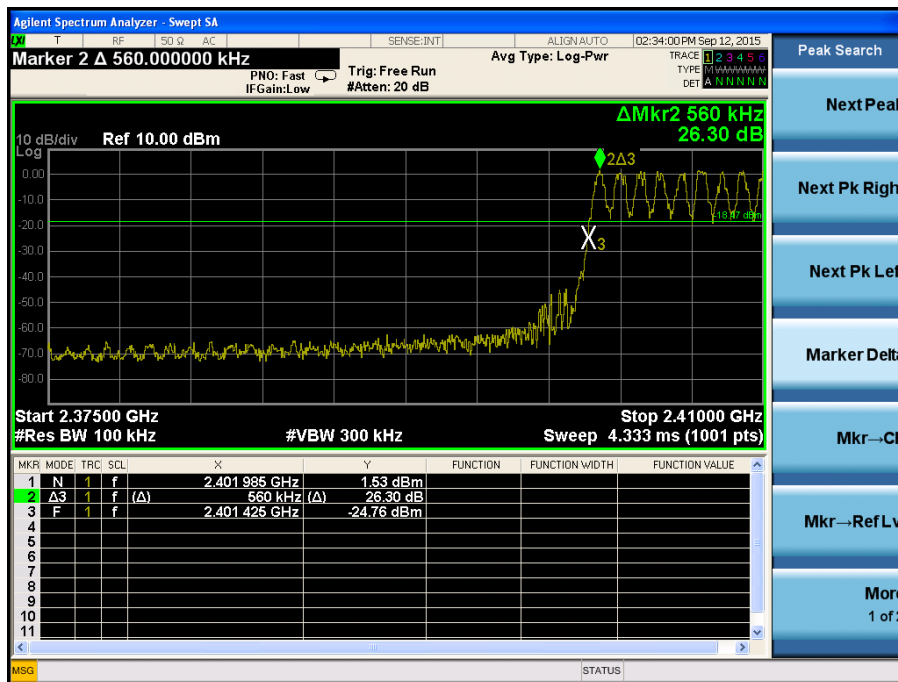 Agilent Spectrum Analyzer - Swept SA
LXI T RF 50 Ω AC SENSE:INT ALIGNAUTO 02:34:00 PM Sep 12, 2015
Marker 2 Δ 560.000000 kHz
PNO: Fast
IFGain:Low
Trig: Free Run
#Atten: 20 dB
Avg Type: Log-Pwr
TRACE 1 2 3 4 5 6
TYPE MWWWWW
DET A N N N N N
Peak Search
Next Peak
Next Pk Right
Next Pk Left
Marker Delta
Mkr→C
Mkr→Ref Lv
More
1 of 2
ΔMkr2 560 kHz
26.30 dB
10 dB/div Ref 10.00 dBm
Log
0.00
-10.0
-20.0
-30.0
-40.0
-50.0
-60.0
-70.0
-80.0
2Δ3
3
-18.47 dBm
Start 2.37500 GHz Stop 2.41000 GHz
#Res BW 100 kHz #VBW 300 kHz Sweep 4.333 ms (1001 pts)
MKR MODE TRC SCL X Y FUNCTION FUNCTION WIDTH FUNCTION VALUE
1 N 1 f 2.401 985 GHz 1.53 dBm
2 Δ3 1 f (Δ) 560 kHz (Δ) 26.30 dB
3 F 1 f 2.401 425 GHz -24.76 dBm
4
5
6
7
8
9
10
11
MSG STATUS